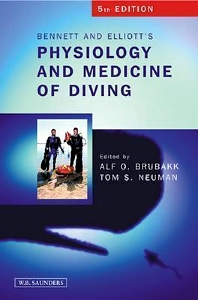 5th EDITION
BENNETT AND ELLIOTT'S
PHYSIOLOGY
AND MEDICINE
OF DIVING
Edited by
ALF O. BRUBAKK
TOM S. NEUMAN
W.B. SAUNDERS